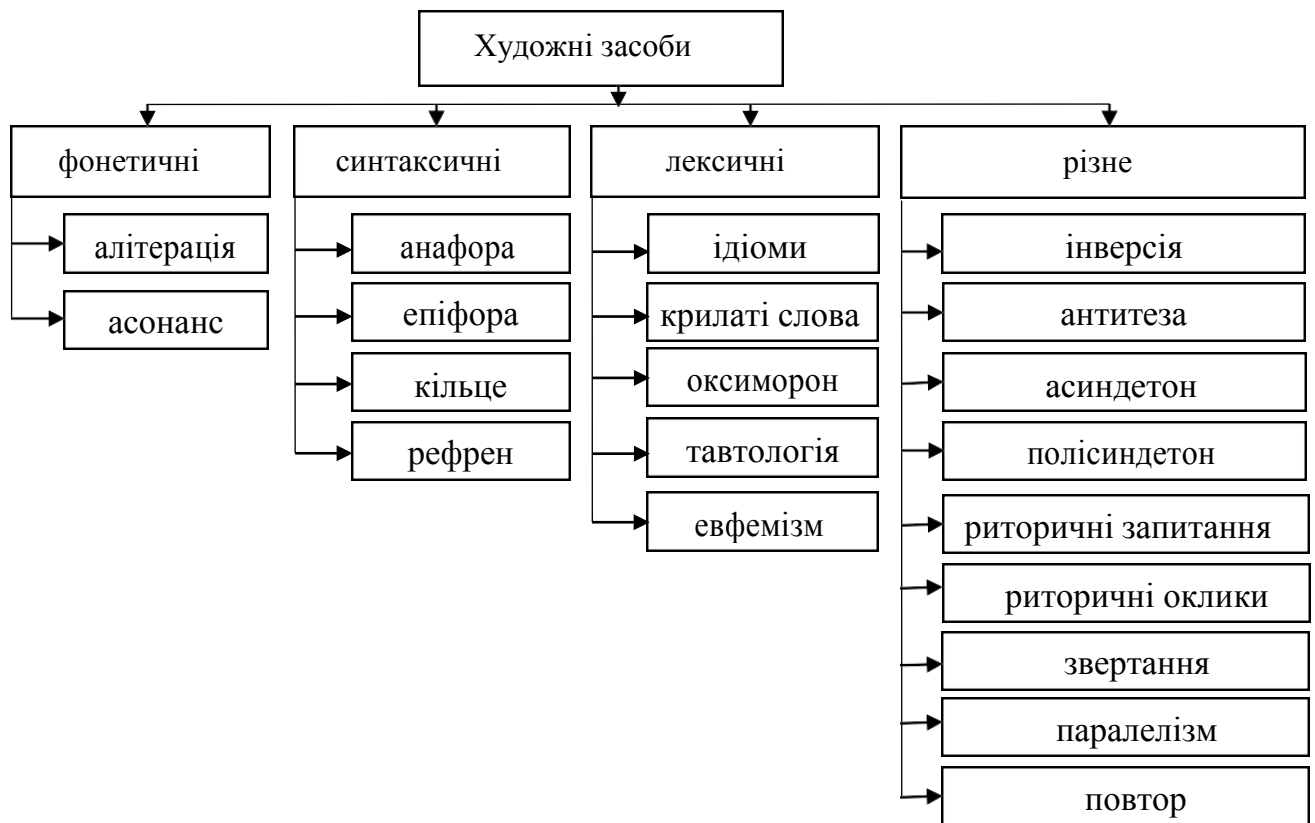 Художні засоби
фонетичні
алітерація
асонанс
синтаксичні
анафора
епіфора
кільце
рефрен
лексичні
ідіоми
крилаті слова
оксиморон
тавтологія
евфемізм
різне
інверсія
антитеза
асиндетон
полісиндетон
риторичні запитання
риторичні оклики
звертання
паралелізм
повтор